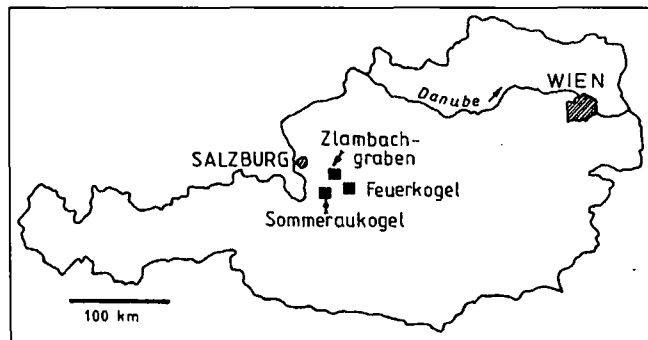 WIEN
Danube
Zlambach-
graben
SALZBURG
Feuerkogel
Sommeraukogel
100 km